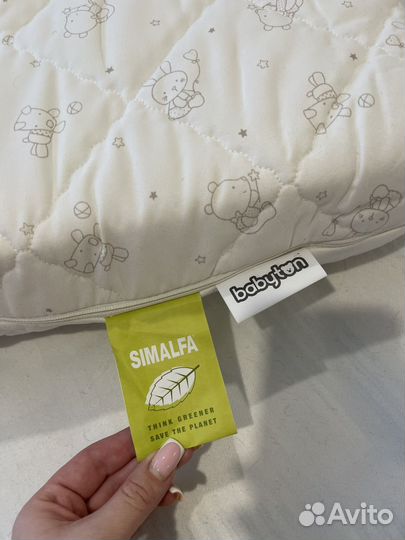 babyton
SIMALFA
THINK GREENER
SAVE THE PLANET
Avito